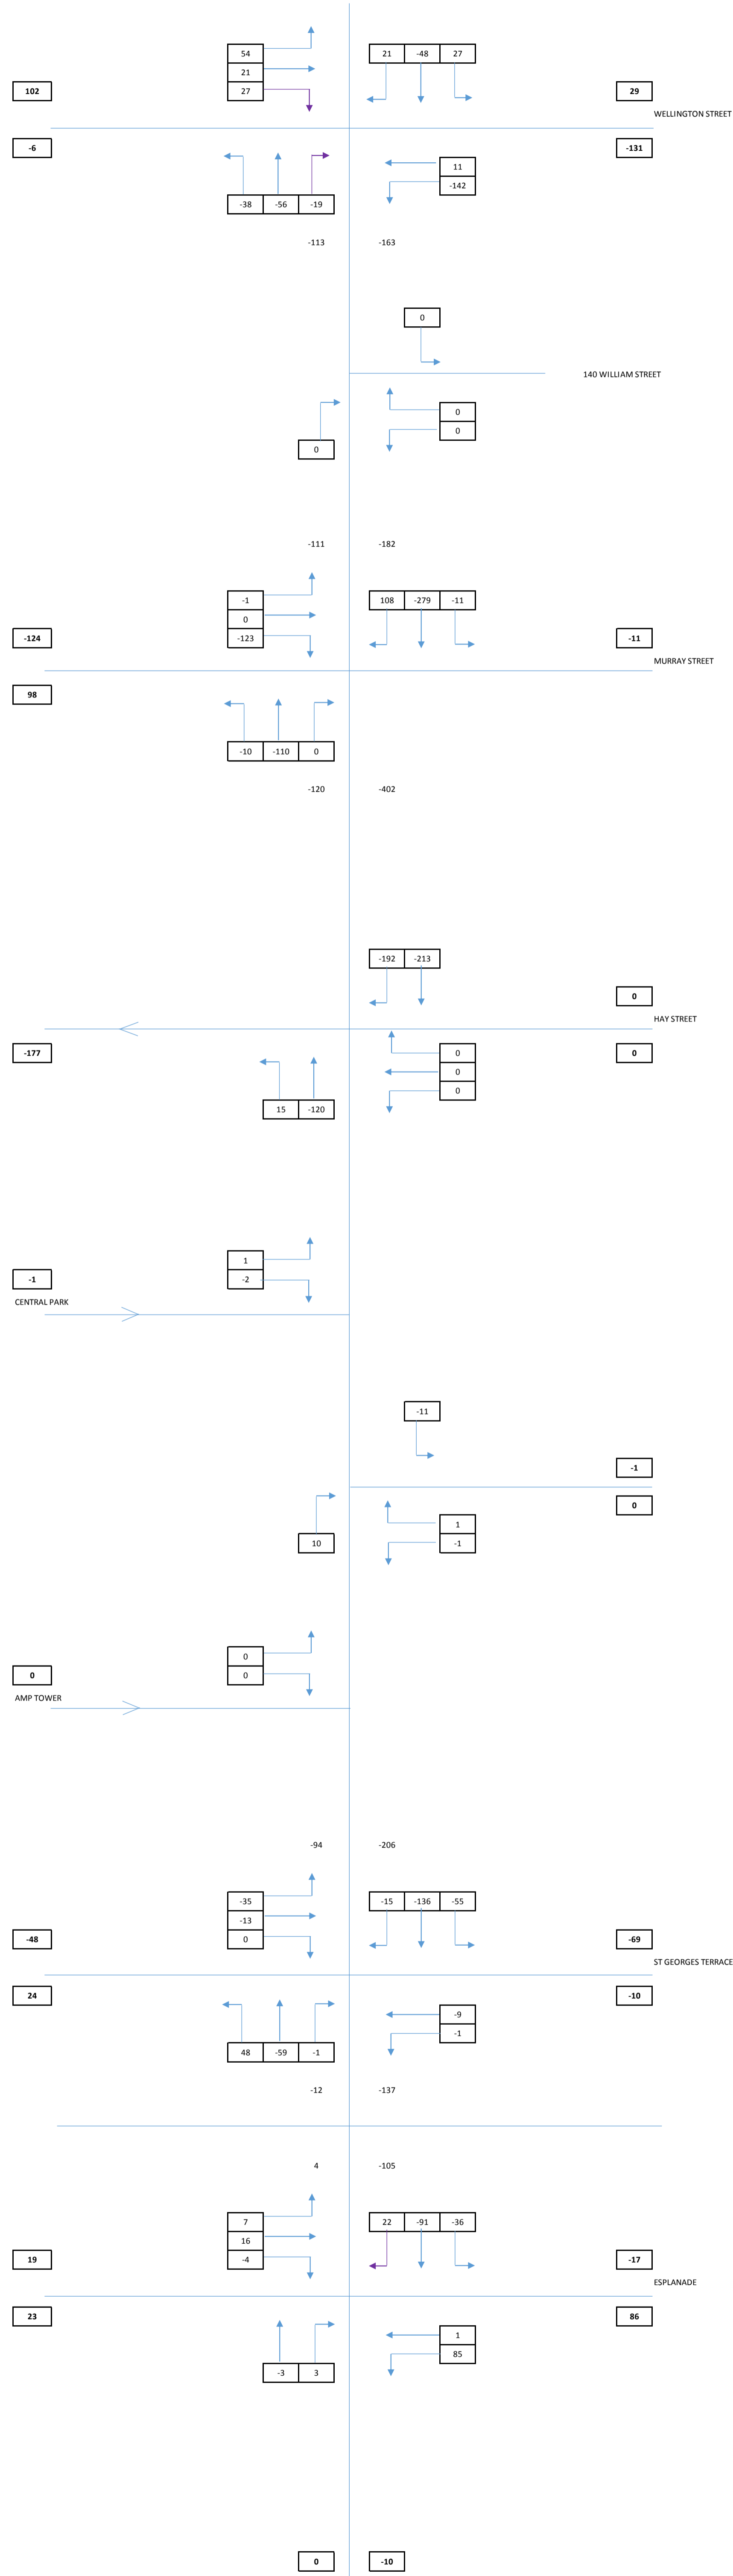 54 21 -48 27
21
102 27 29
WELLINGTON STREET
-6 -131
11
-142
-38 -56 -19
-113 -163
0
140 WILLIAM STREET
0
0
0
-111 -182
-1 108 -279 -11
0
-124 -123 -11
MURRAY STREET
98
-10 -110 0
-120 -402
-192 -213
0
HAY STREET
-177 0 0
0
0
15 -120
1
-1 -2
CENTRAL PARK
-11
-1
0
1
10 -1
0
0 0
AMP TOWER
-94 -206
-35 -15 -136 -55
-13
-48 0 -69
ST GEORGES TERRACE
24 -10
-9
-1
48 -59 -1
-12 -137
4 -105
7 22 -91 -36
16
19 -4 -17
ESPLANADE
23 86
1
85
-3 3
0 -10